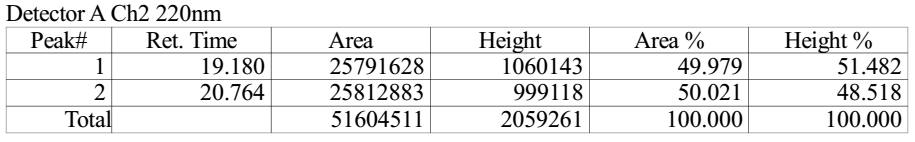 Detector A Ch2 220nm
Peak# Ret. Time Area Height Area % Height %
1 19.180 25791628 1060143 49.979 51.482
2 20.764 25812883 999118 50.021 48.518
Total 51604511 2059261 100.000 100.000